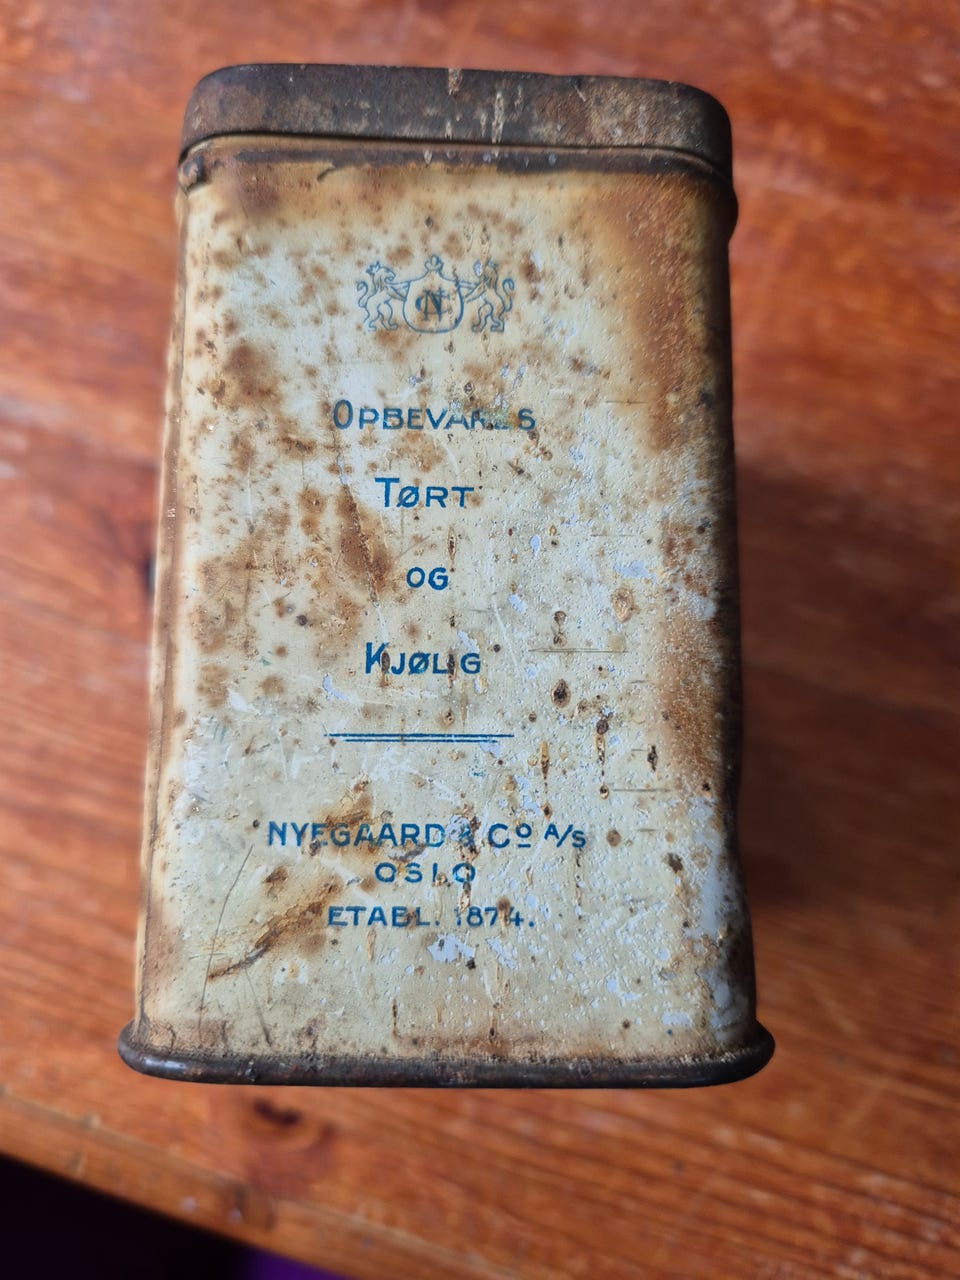 OPBEVARES
TØRT
OG
KJØLIG
NYEGAARD & Cº A/S
OSLO
ETABL. 1874.